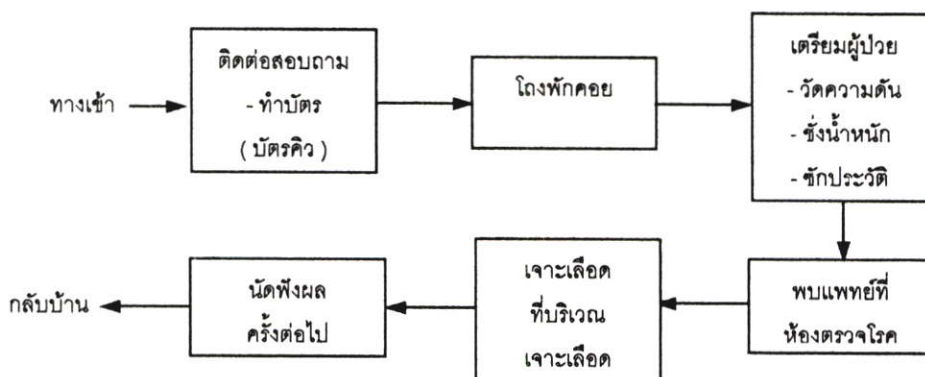 ทางเข้า
ติดต่อสอบถาม
- ทำบัตร
( บัตรคิว )
โถงพักคอย
เตรียมผู้ป่วย
- วัดความดัน
- ชั่งน้ำหนัก
- ซักประวัติ
พบแพทย์ที่
ห้องตรวจโรค
เจาะเลือด
ที่บริเวณ
เจาะเลือด
นัดฟังผล
ครั้งต่อไป
กลับบ้าน